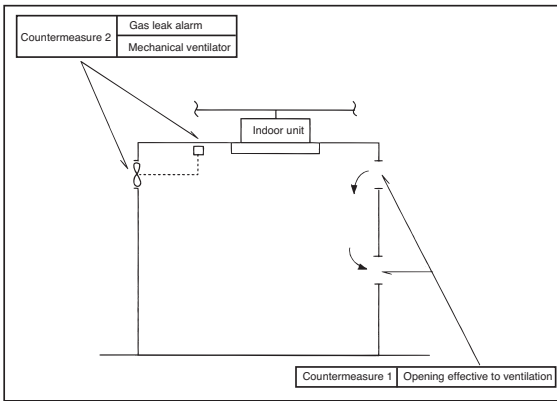 Countermeasure 2
Gas leak alarm
Mechanical ventilator
Indoor unit
Countermeasure 1
Opening effective to ventilation